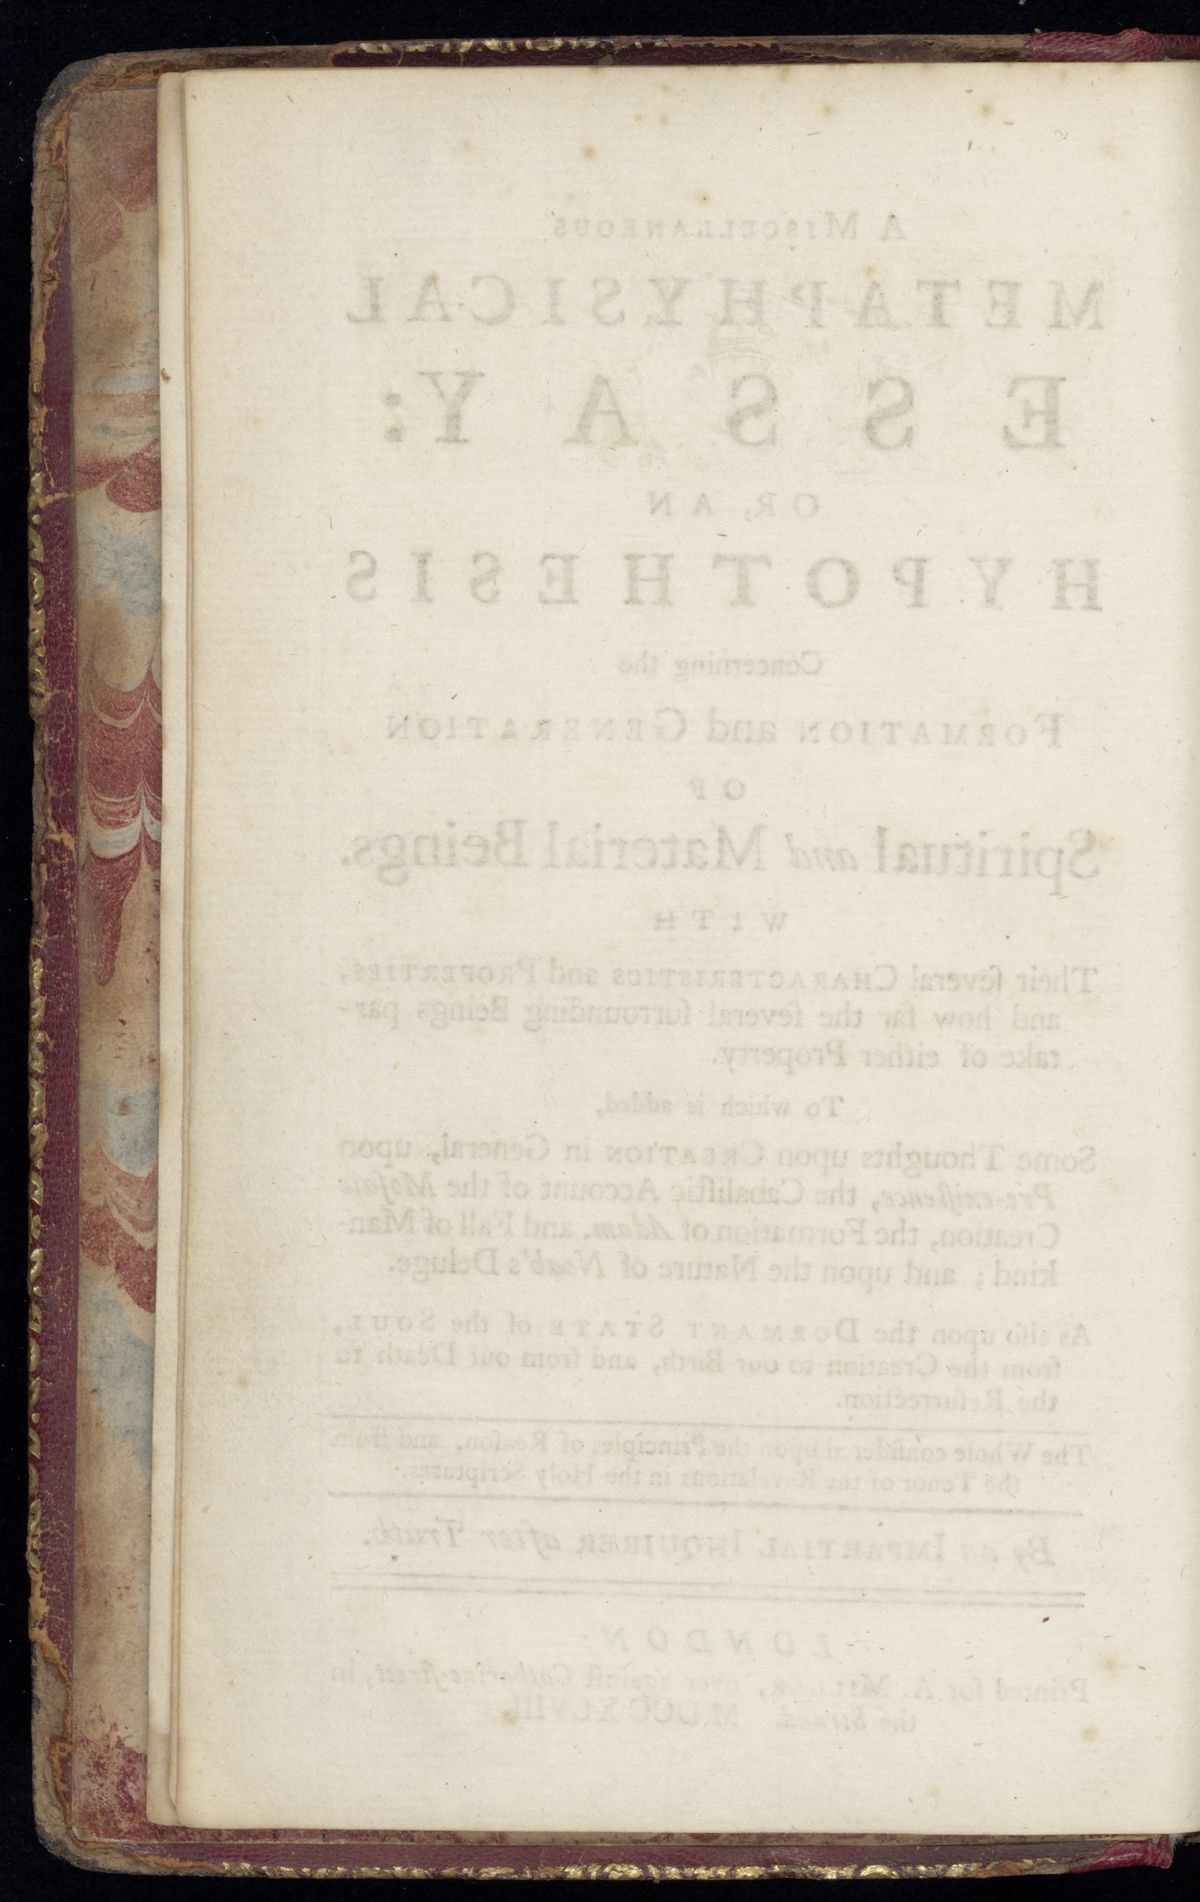 A MISCELLANEOUS
METAPHYSICAL
ESSAY:
OR, AN
HYPOTHESIS
Concerning the
FORMATION and GENERATION
OF
Spiritual and Material Beings.
WITH
Their ſeveral CHARACTERISTICS and PROPERTIES,
and how far the ſeveral ſurrounding Beings par-
take of either Property.
To which is added,
Some Thoughts upon CREATION in General, upon
Pre-exiſtence, the Cabaliſtic Account of the Moſaic
Creation, the Formation of Adam, and Fall of Man-
kind; and upon the Nature of Noah's Deluge.
As alſo upon the DORMANT STATE of the SOUL,
from the Creation to our Birth, and from our Death to
the Reſurrection.
The Whole conſidered upon the Principles of Reaſon, and from
the Tenor of the Revelations in the Holy Scriptures.
By an IMPARTIAL INQUIRER after Truth.
LONDON:
Printed for A. MILLAR, over againſt Catharine-ſtreet, in
the Strand. MDCCXLVIII.